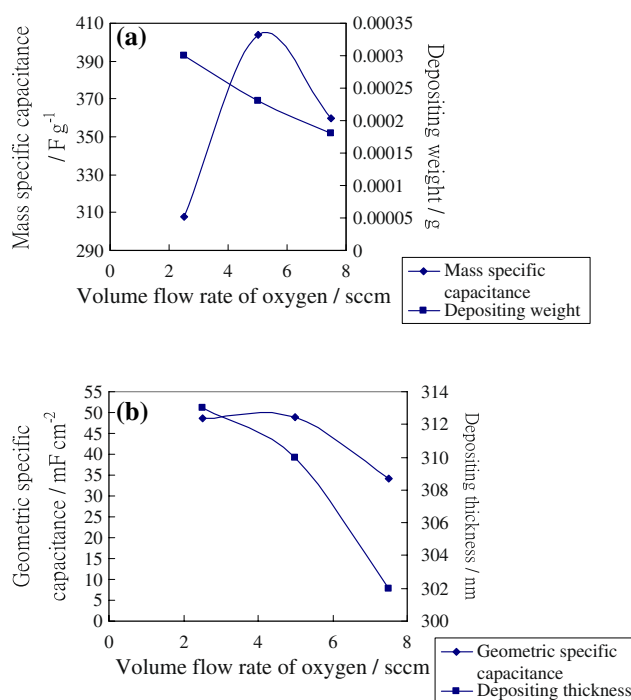 (a)
Mass specific capacitance
/ F g-1
410
390
370
350
330
310
290
0.00035
0.0003
0.00025
0.0002
0.00015
0.0001
0.00005
0
Depositing weight / g
0 2 4 6 8
Volume flow rate of oxygen / sccm
Mass specific
capacitance
Depositing weight
(b)
Geometric specific
capacitance / mF cm-2
55
50
45
40
35
30
25
20
15
10
5
0
314
312
310
308
306
304
302
300
Depositing thickness / nm
0 2 4 6 8
Volume flow rate of oxygen / sccm
Geometric specific
capacitance
Depositing thickness